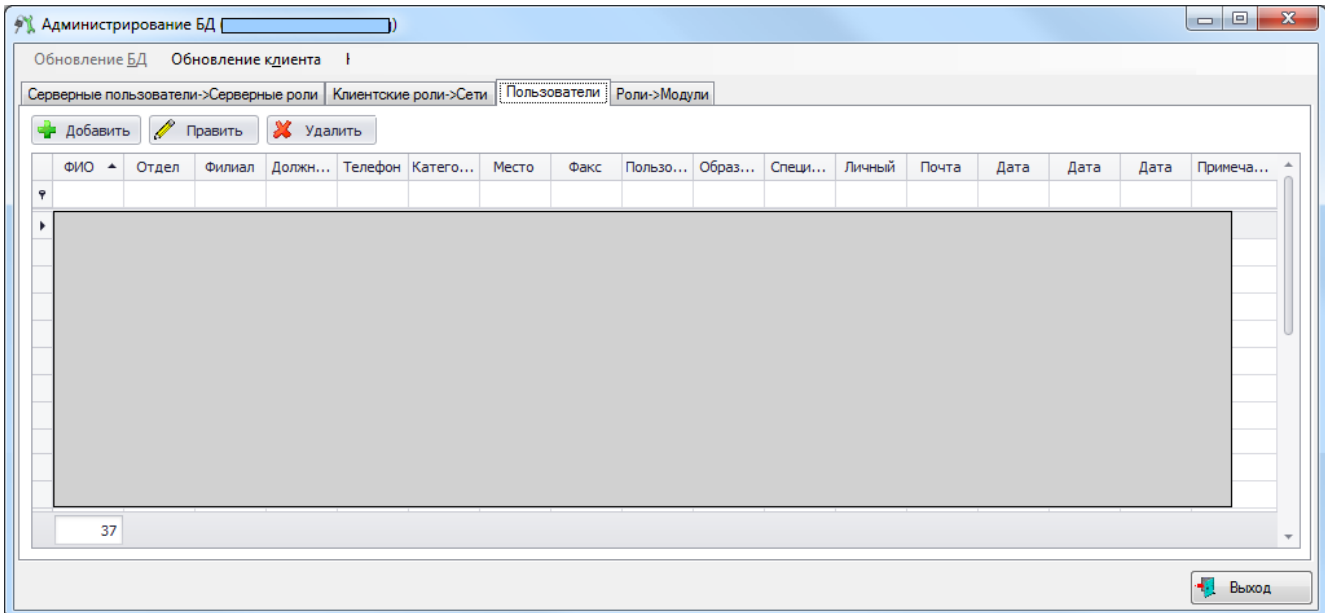 Администрирование БД ( )
Обновление БД Обновление клиента
Серверные пользователи->Серверные роли Клиентские роли->Сети Пользователи Роли->Модули
Добавить Править Удалить
ФИО Отдел Филиал Должн... Телефон Катего... Место Факс Пользо... Образ... Специ... Личный Почта Дата Дата Дата Примеча...
37
Выход